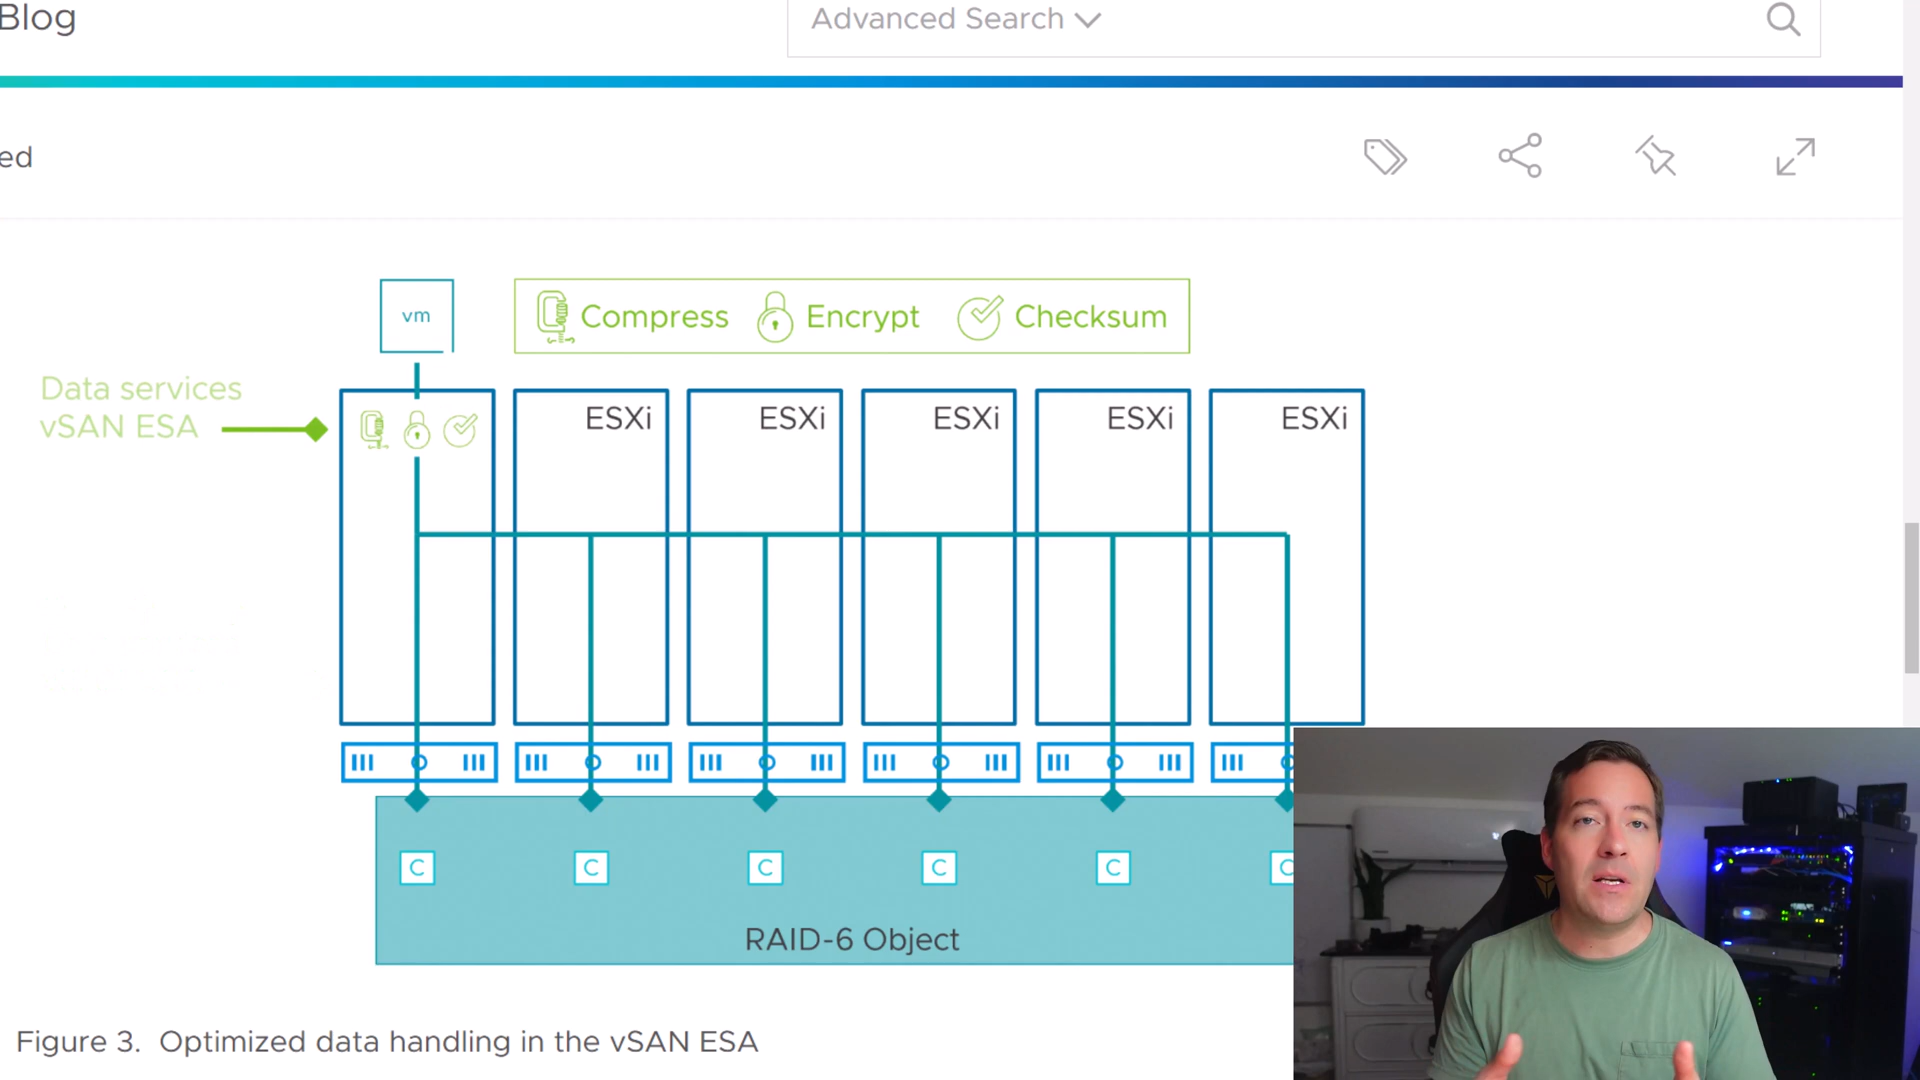 Blog
Advanced Search
ed
vm
Compress Encrypt Checksum
Data services
vSAN ESA
ESXi ESXi ESXi ESXi ESXi
C C C C C C
RAID-6 Object
Figure 3. Optimized data handling in the vSAN ESA